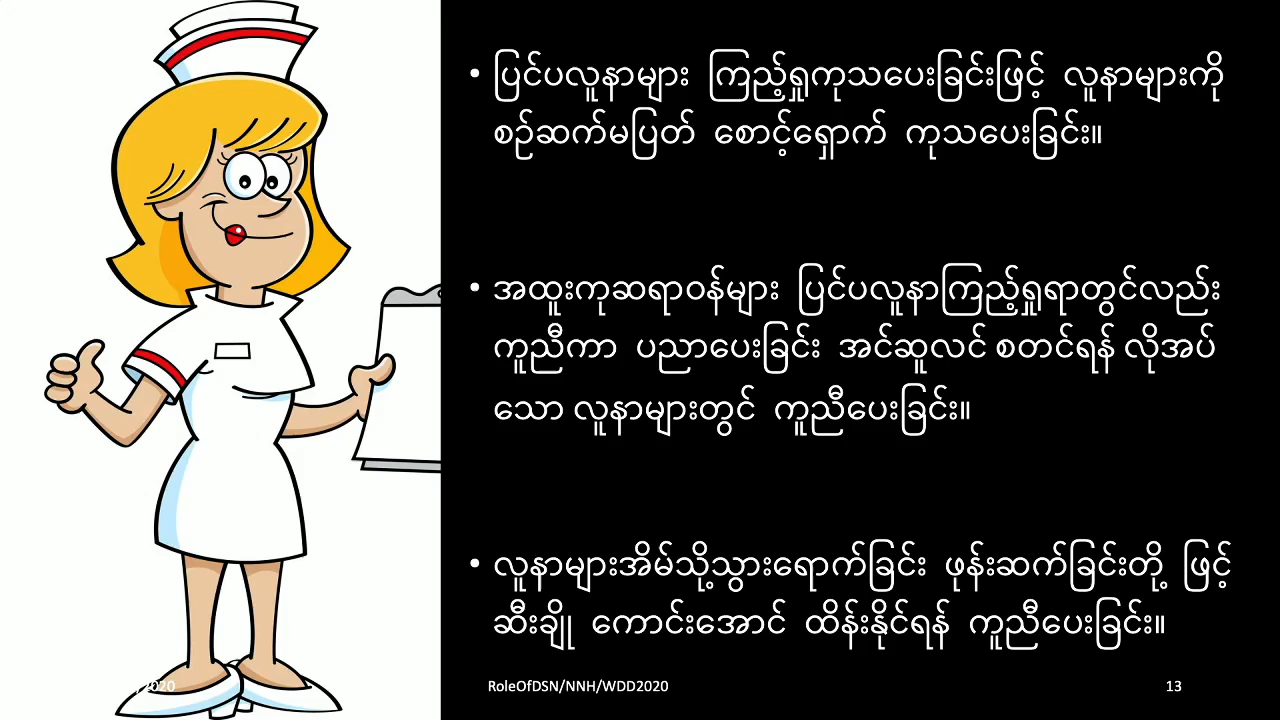 • ပြင်ပလူနာများ ကြည့်ရှုကုသပေးခြင်းဖြင့် လူနာများကို
စဉ်ဆက်မပြတ် စောင့်ရှောက် ကုသပေးခြင်း။
• အထူးကုဆရာဝန်များ ပြင်ပလူနာကြည့်ရှုရာတွင်လည်း
ကူညီကာ ပညာပေးခြင်း အင်ဆူလင် စတင်ရန် လိုအပ်
သော လူနာများတွင် ကူညီပေးခြင်း။
• လူနာများအိမ်သို့သွားရောက်ခြင်း ဖုန်းဆက်ခြင်းတို့ ဖြင့်
ဆီးချို ကောင်းအောင် ထိန်းနိုင်ရန် ကူညီပေးခြင်း။
/2020 RoleOfDSN/NNH/WDD2020 13